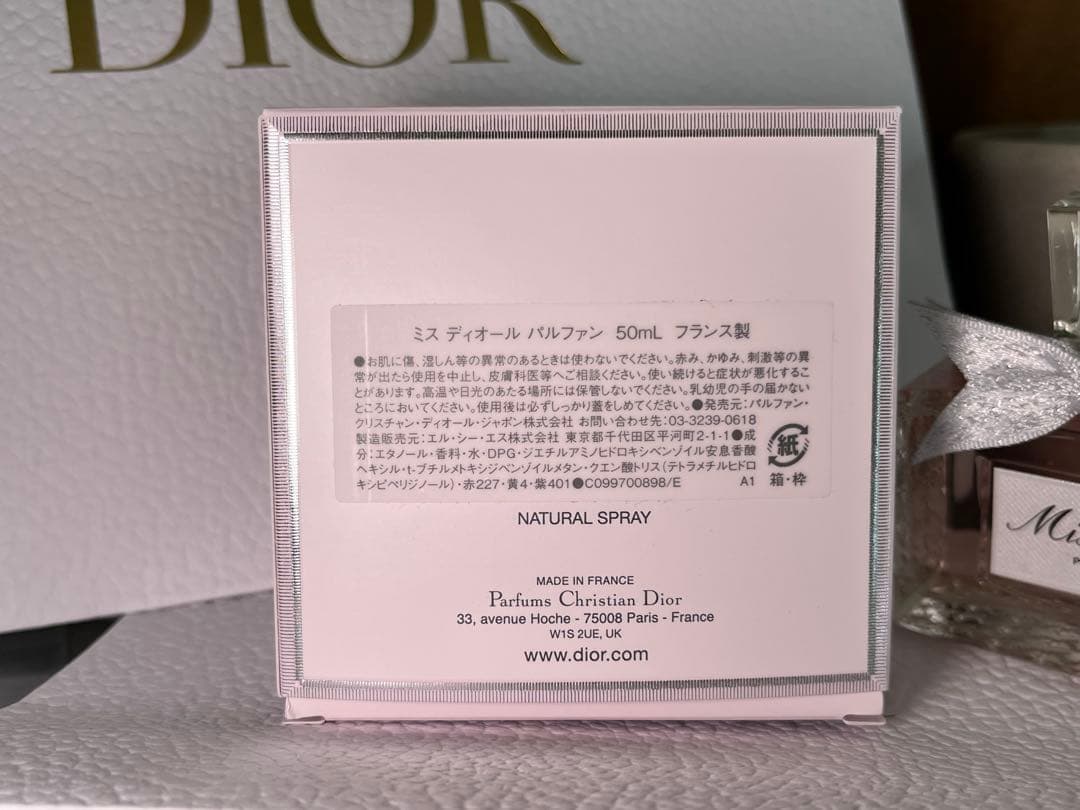 DIOR
ミス ディオール パルファン 50mL フランス製
●お肌に傷、湿しん等の異常のあるときは使わないでください。赤み、かゆみ、刺激等の異
常が出たら使用を中止し、皮膚科医等へご相談ください。使い続けると症状が悪化するこ
とがあります。高温や日光のあたる場所には保管しないでください。乳幼児の手の届かない
ところにおいてください。使用後は必ずしっかり蓋をしめてください。●発売元:パルファン・
クリスチャン・ディオール・ジャポン株式会社 お問い合わせ先:03-3239-0618
製造販売元:エル・シー・エス株式会社 東京都千代田区平河町2-1-1●成
分:エタノール・香料・水・DPG・ジエチルアミノヒドロキシベンゾイル安息香酸
ヘキシル・t-ブチルメトキシジベンゾイルメタン・クエン酸トリス(テトラメチルヒドロ
キシピペリジノール)・赤227・黄4・紫401●C099700898/E A1
紙
箱・枠
NATURAL SPRAY
MADE IN FRANCE
Parfums Christian Dior
33, avenue Hoche - 75008 Paris - France
W1S 2UE, UK
www.dior.com